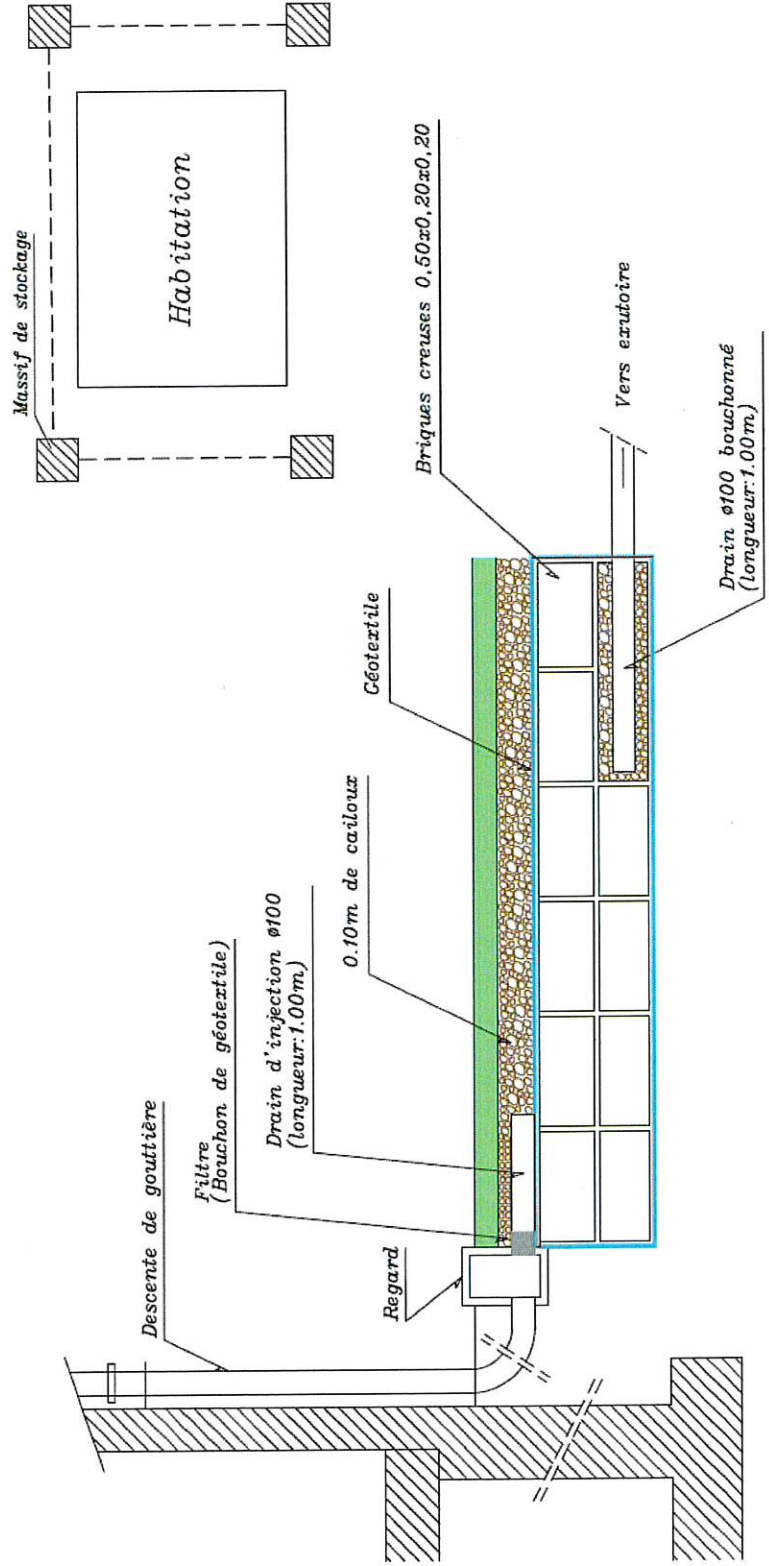 Massif de stockage
Habitation
Descente de gouttière
Filtre
(Bouchon de géotextile)
Drain d'injection ø100
(longueur:1.00m)
0.10m de cailoux
Géotextile
Briques creuses 0,50x0,20x0,20
Regard
Vers exutoire
Drain ø100 bouchonné
(longueur:1.00m)